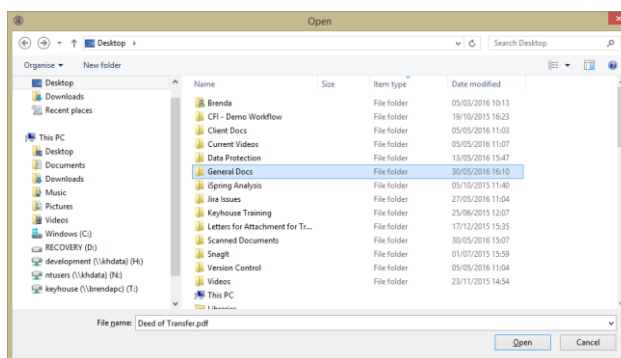 Open
Desktop
Search Desktop
Organise
New folder
Desktop
Downloads
Recent places
This PC
Desktop
Documents
Downloads
Music
Pictures
Videos
Windows (C:)
RECOVERY (D:)
development (\\khdata) (H:)
ntusers (\\khdata) (N:)
keyhouse (\\brendapc) (T:)
Name Size Item type Date modified
Brenda File folder 05/03/2016 10:13
CFI - Demo Workflow File folder 19/10/2015 16:23
Client Docs File folder 05/05/2016 11:03
Current Videos File folder 05/05/2016 11:07
Data Protection File folder 13/05/2016 15:47
General Docs File folder 30/05/2016 16:10
iSpring Analysis File folder 05/10/2015 11:40
Jira Issues File folder 27/05/2016 11:04
Keyhouse Training File folder 25/06/2015 12:07
Letters for Attachment for Tr... File folder 17/12/2015 15:35
Scanned Documents File folder 30/05/2016 15:07
SnagIt File folder 01/07/2015 15:59
Version Control File folder 05/05/2016 11:04
Videos File folder 23/11/2015 14:54
This PC
Libraries
File name: Deed of Transfer.pdf
Open Cancel